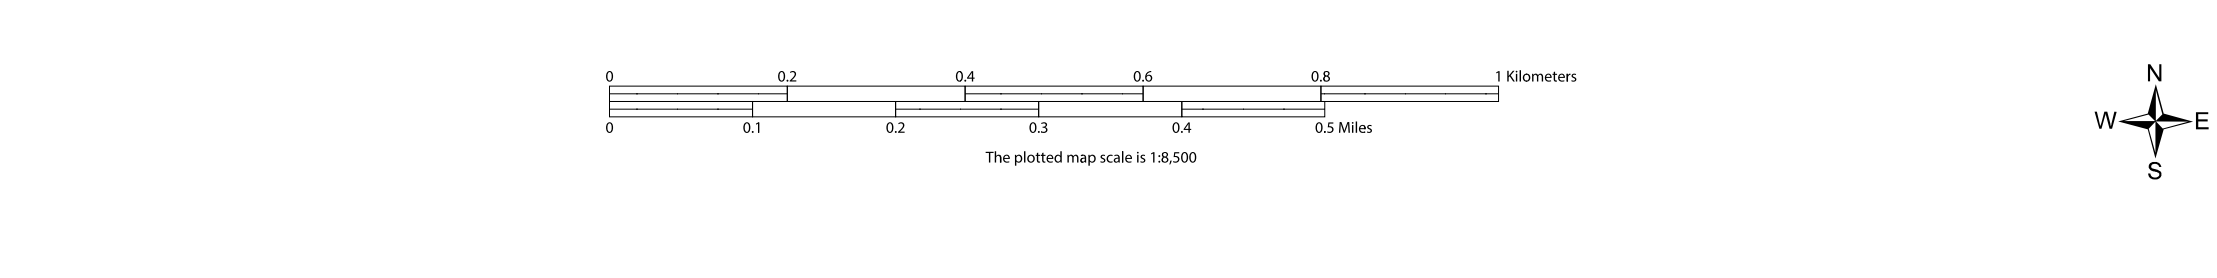 0 0.2 0.4 0.6 0.8 1 Kilometers
0 0.1 0.2 0.3 0.4 0.5 Miles
The plotted map scale is 1:8,500
N
W E
S